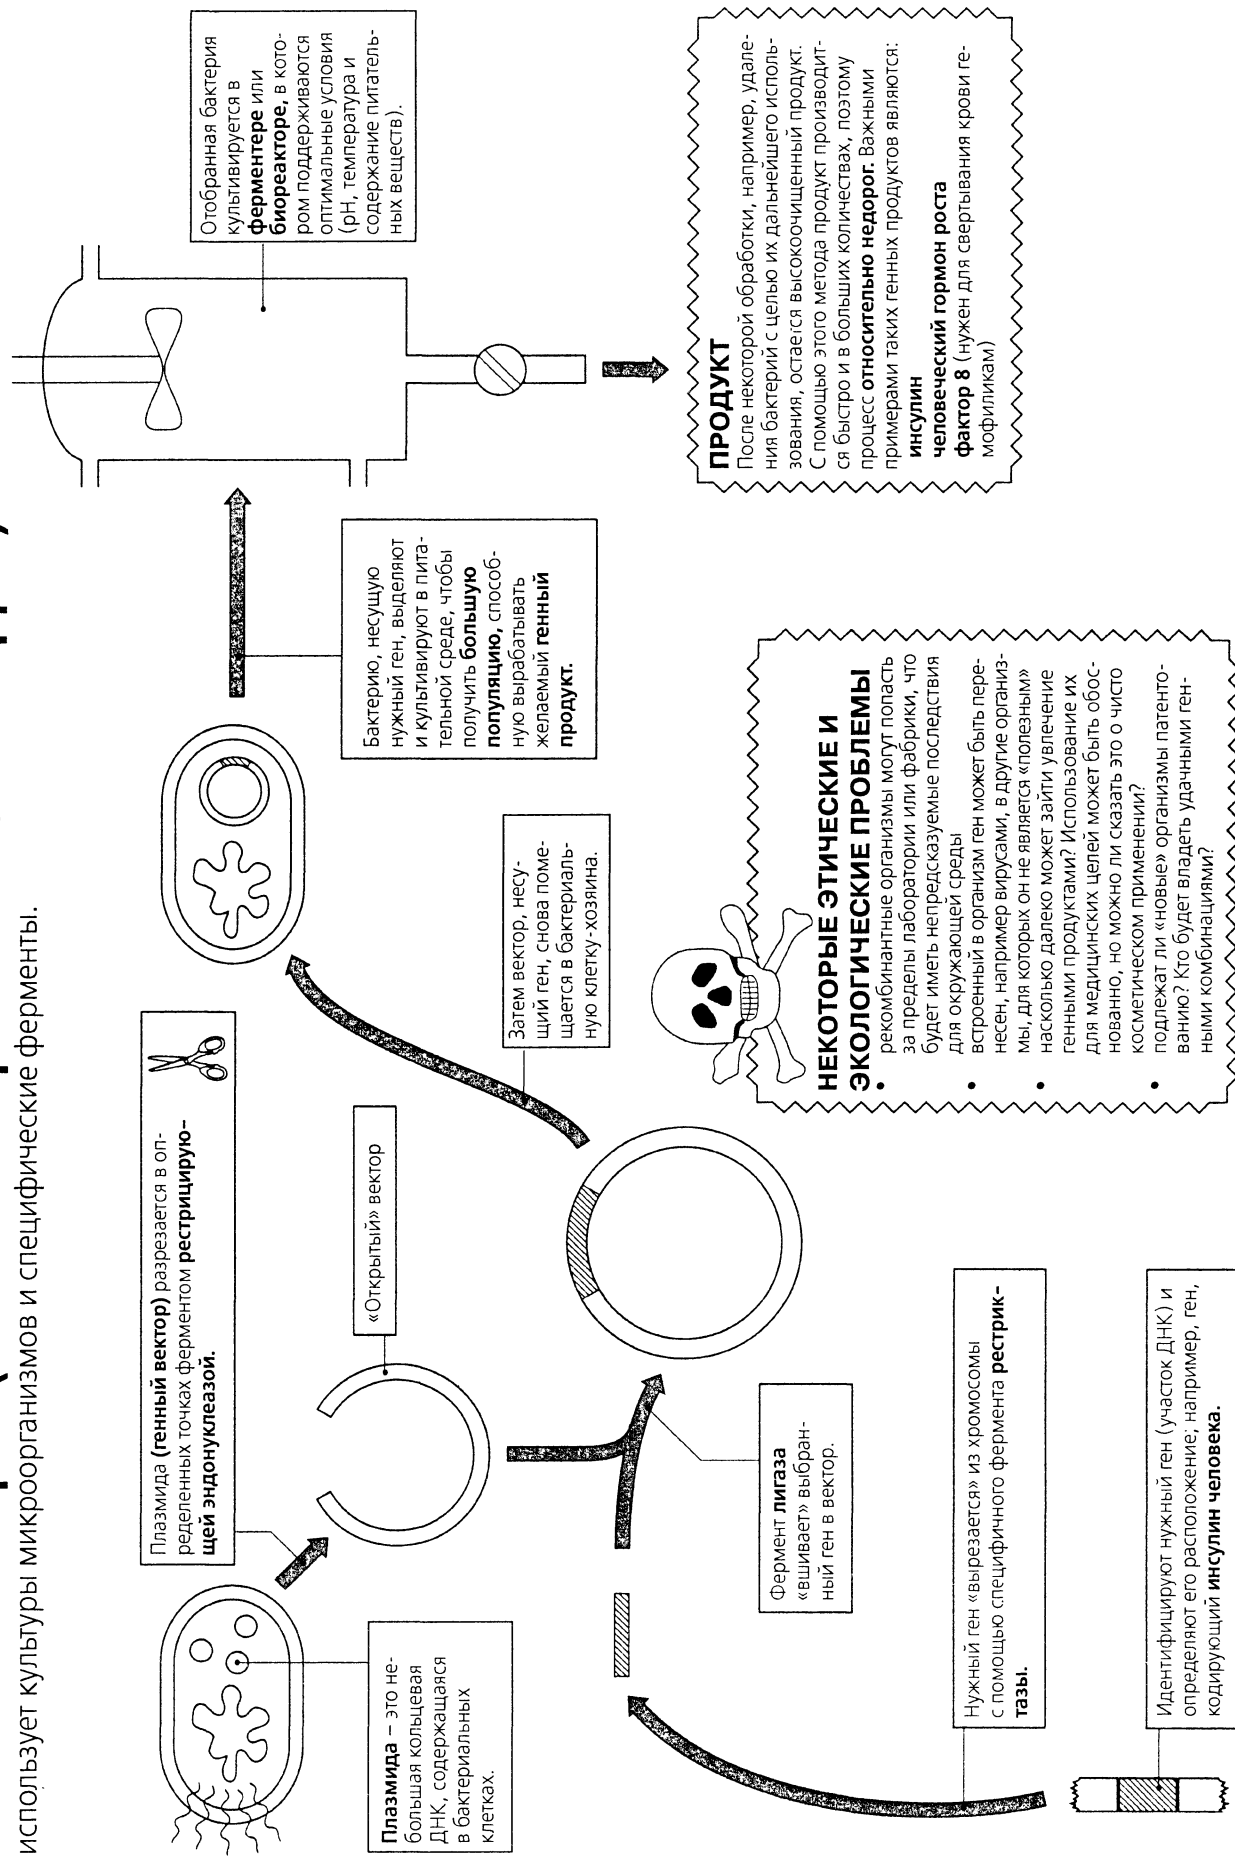 использует культуры микроорганизмов и специфические ферменты.
Плазмида (генный вектор) разрезается в оп-
ределенных точках ферментом рестрицирую-
щей эндонуклеазой.
Плазмида – это не-
большая кольцевая
ДНК, содержащаяся
в бактериальных
клетках.
«Открытый» вектор
Идентифицируют нужный ген (участок ДНК) и
определяют его расположение; например, ген,
кодирующий инсулин человека.
Нужный ген «вырезается» из хромосомы
с помощью специфичного фермента рестрик-
тазы.
Фермент лигаза
«вшивает» выбран-
ный ген в вектор.
Затем вектор, несу-
щий ген, снова поме-
щается в бактериаль-
ную клетку-хозяина.
Бактерию, несущую
нужный ген, выделяют
и культивируют в пита-
тельной среде, чтобы
получить большую
популяцию, способ-
ную вырабатывать
желаемый генный
продукт.
Отобранная бактерия
культивируется в
ферментере или
биореакторе, в кото-
ром поддерживаются
оптимальные условия
(pH, температура и
содержание питатель-
ных веществ).
ПРОДУКТ
После некоторой обработки, например, удале-
ния бактерий с целью их дальнейшего исполь-
зования, остается высокоочищенный продукт.
С помощью этого метода продукт производит-
ся быстро и в больших количествах, поэтому
процесс относительно недорог. Важными
примерами таких генных продуктов являются:
инсулин
человеческий гормон роста
фактор 8 (нужен для свертывания крови ге-
мофиликам)
НЕКОТОРЫЕ ЭТИЧЕСКИЕ И
ЭКОЛОГИЧЕСКИЕ ПРОБЛЕМЫ
• рекомбинантные организмы могут попасть
за пределы лаборатории или фабрики, что
будет иметь непредсказуемые последствия
для окружающей среды
• встроенный в организм ген может быть пере-
несен, например вирусами, в другие организ-
мы, для которых он не является «полезным»
• насколько далеко может зайти увлечение
генными продуктами? Использование их
для медицинских целей может быть обос-
нованно, но можно ли сказать это о чисто
косметическом применении?
• подлежат ли «новые» организмы патенто-
ванию? Кто будет владеть удачными ген-
ными комбинациями?